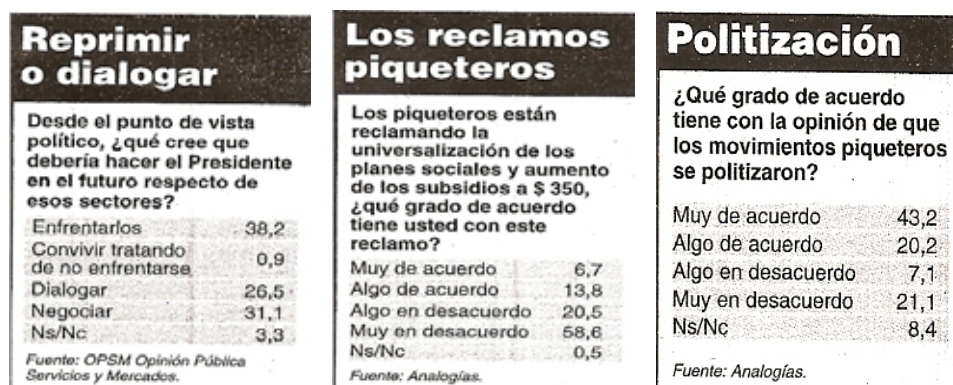 Reprimir
o dialogar
Desde el punto de vista
político, ¿qué cree que
debería hacer el Presidente
en el futuro respecto de
esos sectores?
Enfrentarlos 38,2
Convivir tratando
de no enfrentarse 0,9
Dialogar 26,5
Negociar 31,1
Ns/Nc 3,3
Fuente: OPSM Opinión Pública
Servicios y Mercados.
Los reclamos
piqueteros
Los piqueteros están
reclamando la
universalización de los
planes sociales y aumento
de los subsidios a $ 350,
¿qué grado de acuerdo
tiene usted con este
reclamo?
Muy de acuerdo 6,7
Algo de acuerdo 13,8
Algo en desacuerdo 20,5
Muy en desacuerdo 58,6
Ns/Nc 0,5
Fuente: Analogías.
Politización
¿Qué grado de acuerdo
tiene con la opinión de que
los movimientos piqueteros
se politizaron?
Muy de acuerdo 43,2
Algo de acuerdo 20,2
Algo en desacuerdo 7,1
Muy en desacuerdo 21,1
Ns/Nc 8,4
Fuente: Analogías.